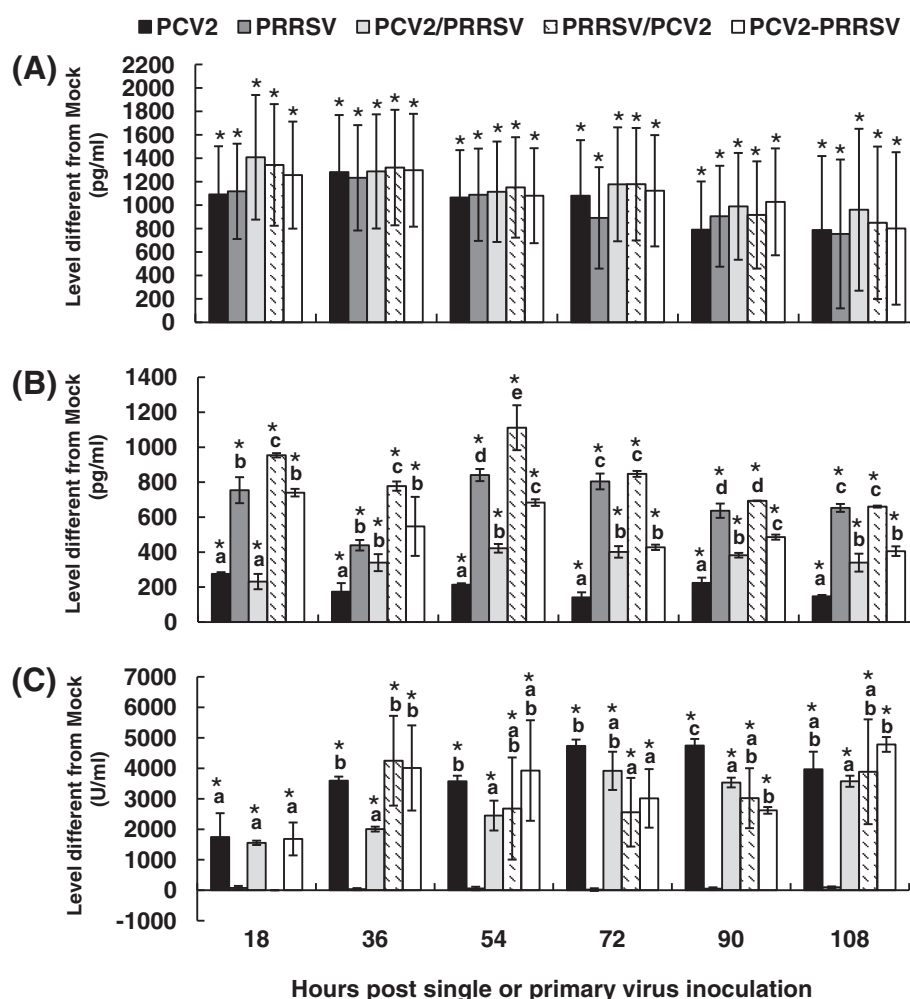 PCV2 PRRSV PCV2/PRRSV PRRSV/PCV2 PCV2-PRRSV
(A)
Level different from Mock
(pg/ml)
2200
2000
1800
1600
1400
1200
1000
800
600
400
200
0
* * * * *
* * * * *
* * * * *
* * * * *
* * * * *
* * * * *
(B)
Level different from Mock
(pg/ml)
1400
1200
1000
800
600
400
200
0
* a * b * a * c * b
* a * b * b * c * b
* a * d * b * e * c
* a * c * b * c * b
* a * d * b * d * c
* a * c * b * c * b
(C)
Level different from Mock
(U/ml)
7000
6000
5000
4000
3000
2000
1000
0
-1000
* a * a * a
* b * a * b * b
* b * a * a b * a b
* b * a b * a * a
* c * a * a b * b
* a b * a * a b * b
18 36 54 72 90 108
Hours post single or primary virus inoculation